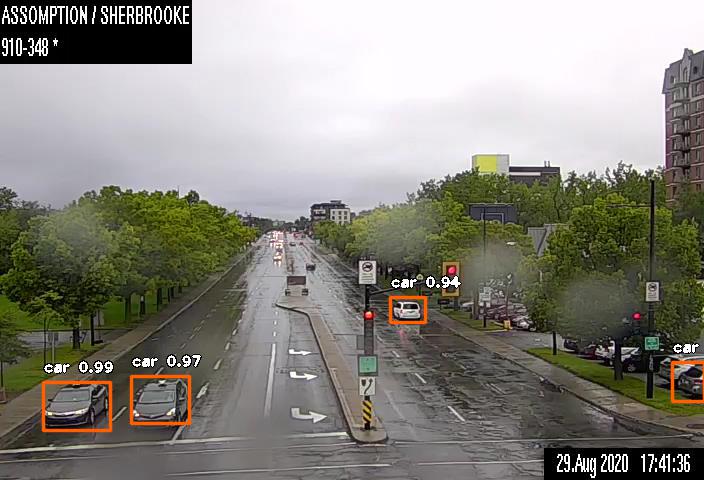 ASSOMPTION / SHERBROOKE
910-348 *
car 0.94
car 0.99
car 0.97
car
29.Aug 2020 17:41:36